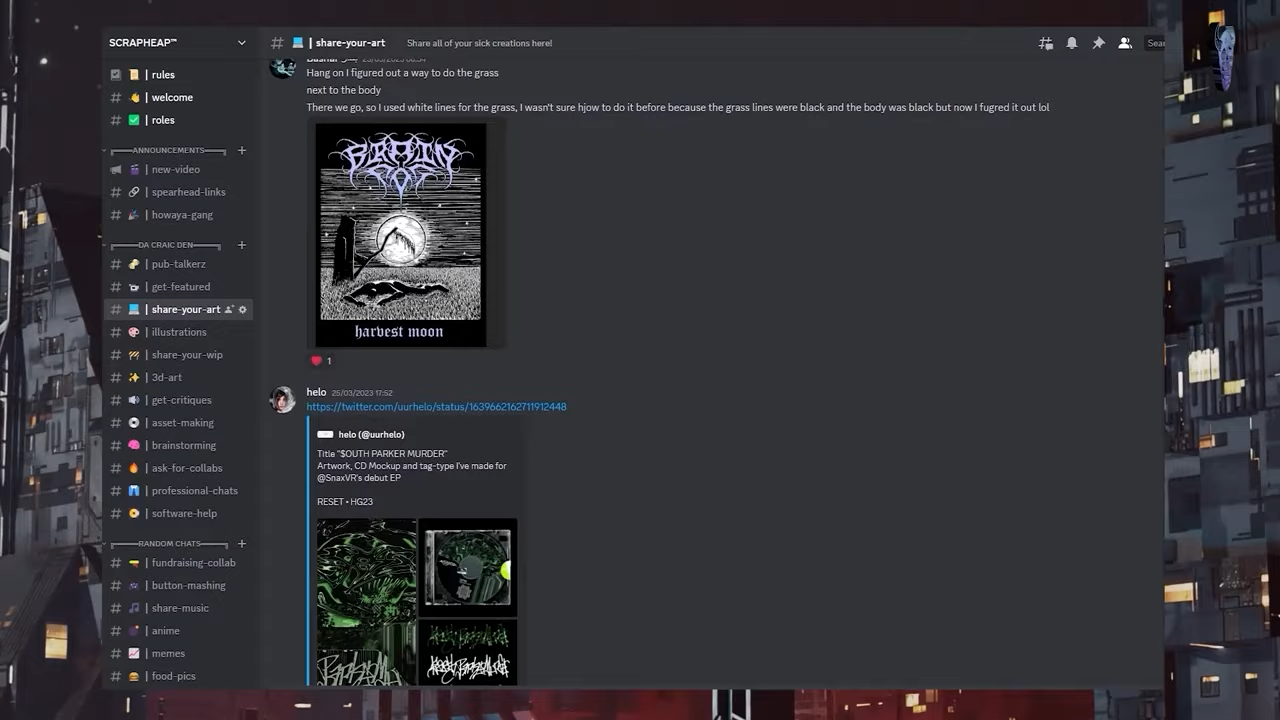 SCRAPHEAP™
rules
welcome
roles
ANNOUNCEMENTS
new-video
spearhead-links
howaya-gang
DA CRAIC DEN
pub-talkerz
get-featured
share-your-art
illustrations
share-your-wip
3d-art
get-critiques
asset-making
brainstorming
ask-for-collabs
professional-chats
software-help
RANDOM CHATS
fundraising-collab
button-mashing
share-music
anime
memes
food-pics
share-your-art Share all of your sick creations here!
Sear
Hang on I figured out a way to do the grass
next to the body
There we go, so I used white lines for the grass, I wasn't sure hjow to do it before because the grass lines were black and the body was black but now I fugred it out lol
BRAIN
ROT
harvest moon
1
helo 25/03/2023 17:52
https://twitter.com/uurhelo/status/1639662162711912448
helo (@uurhelo)
Title "$OUTH PARKER MURDER"
Artwork, CD Mockup and tag-type I've made for
@SnaxVR's debut EP
RESET • HG23